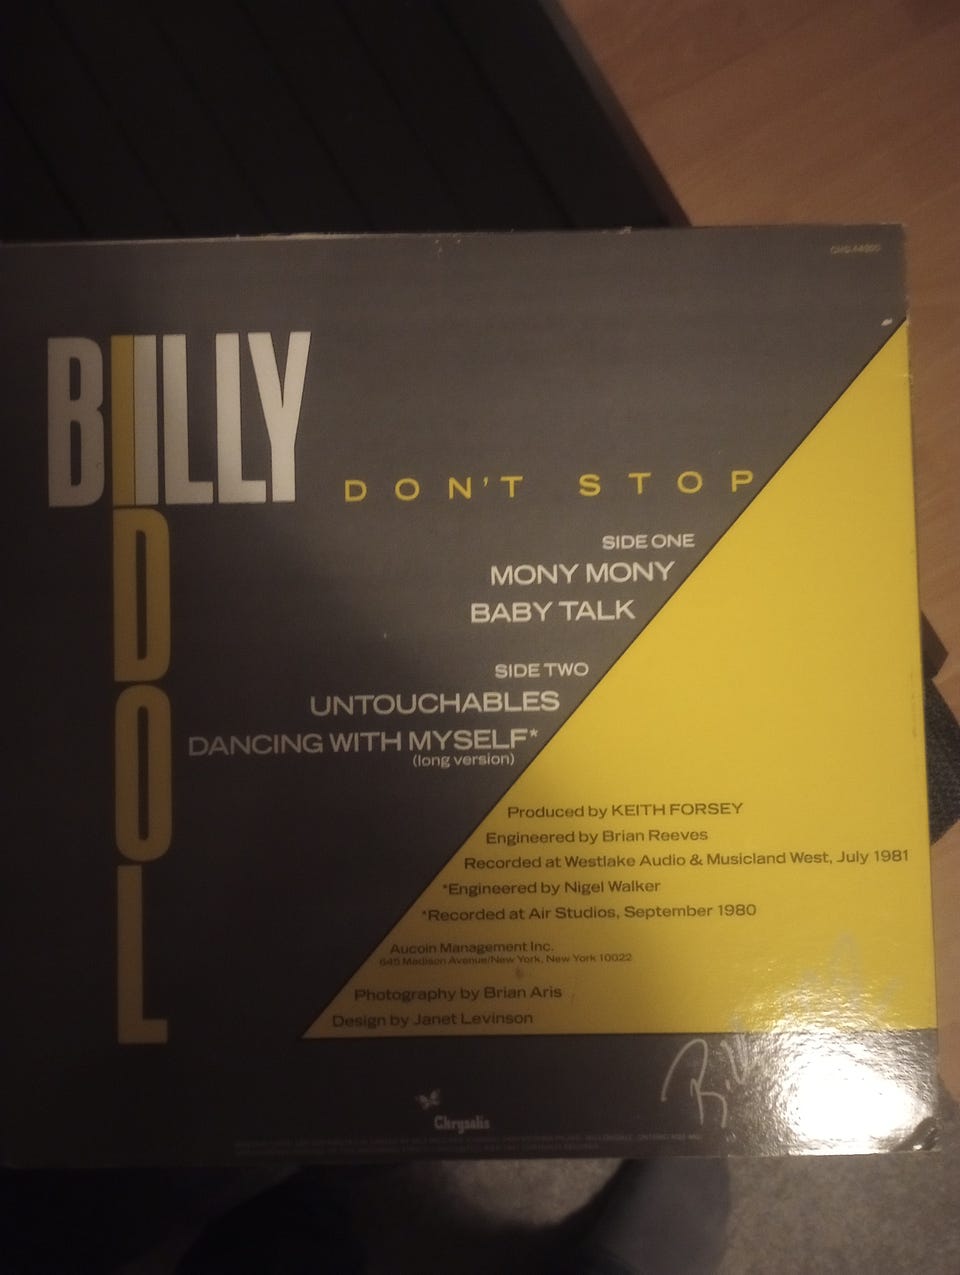 BILLY
IDOL
DON'T STOP
SIDE ONE
MONY MONY
BABY TALK
SIDE TWO
UNTOUCHABLES
DANCING WITH MYSELF*
(long version)
Produced by KEITH FORSEY
Engineered by Brian Reeves
Recorded at Westlake Audio & Musicland West, July 1981
*Engineered by Nigel Walker
*Recorded at Air Studios, September 1980
Aucoin Management Inc.
645 Madison Avenue/New York, New York 10022
Photography by Brian Aris
Design by Janet Levinson
Chrysalis